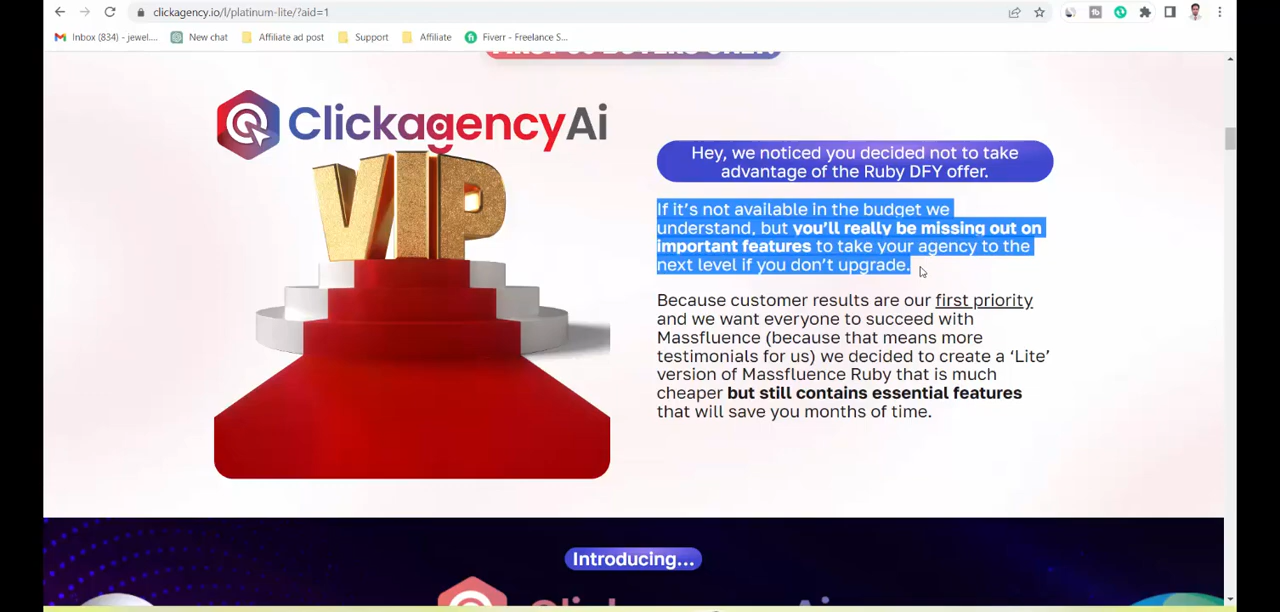 clickagency.io/l/platinum-lite/?aid=1
Inbox (834) - jewel.... New chat Affiliate ad post Support Affiliate Fiverr - Freelance S...
ClickagencyAi
VIP
Hey, we noticed you decided not to take
advantage of the Ruby DFY offer.
If it’s not available in the budget we
understand, but you’ll really be missing out on
important features to take your agency to the
next level if you don’t upgrade.
Because customer results are our first priority
and we want everyone to succeed with
Massfluence (because that means more
testimonials for us) we decided to create a ‘Lite’
version of Massfluence Ruby that is much
cheaper but still contains essential features
that will save you months of time.
Introducing...